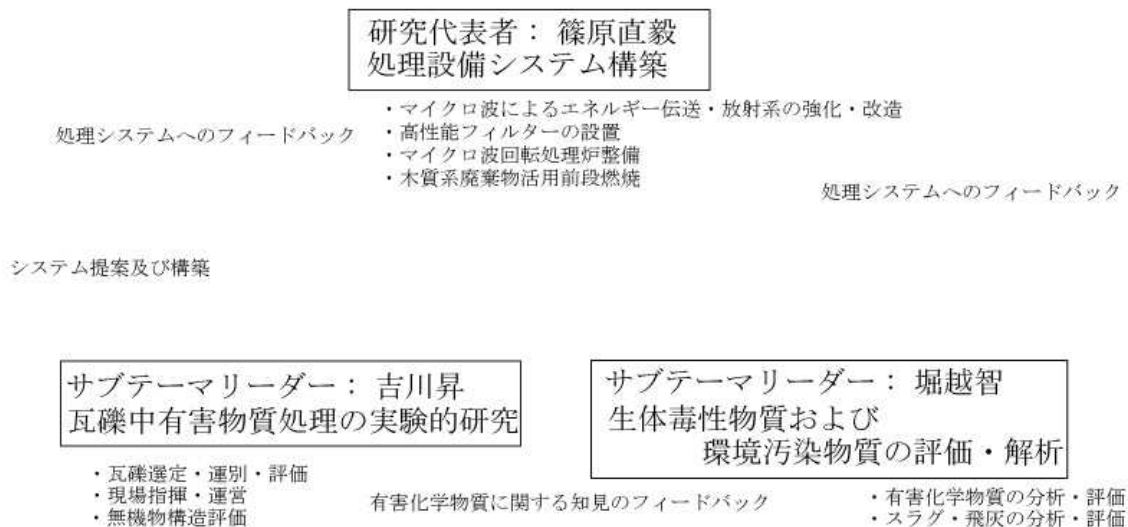 研究代表者： 篠原直毅
処理設備システム構築
・マイクロ波によるエネルギー伝送・放射系の強化・改造
・高性能フィルターの設置
・マイクロ波回転処理炉整備
・木質系廃棄物活用前段燃焼
処理システムへのフィードバック
処理システムへのフィードバック
システム提案及び構築
サブテーマリーダー： 吉川昇
瓦礫中有害物質処理の実験的研究
・瓦礫選定・運別・評価
・現場指揮・運営
・無機物構造評価
有害化学物質に関する知見のフィードバック
サブテーマリーダー： 堀越智
生体毒性物質および
環境汚染物質の評価・解析
・有害化学物質の分析・評価
・スラグ・飛灰の分析・評価